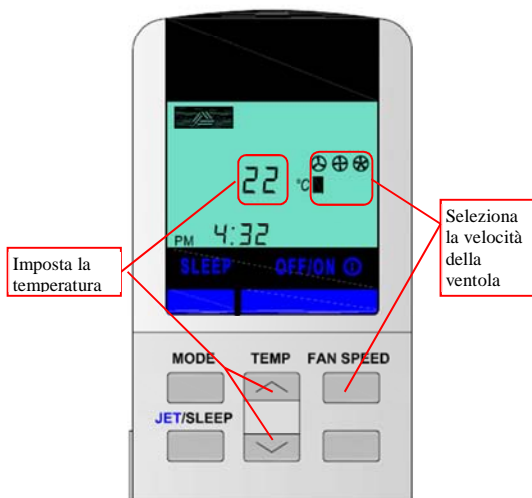 22 °C
PM 4:32
SLEEP OFF/ON
Imposta la
temperatura
Seleziona
la velocità
della
ventola
MODE TEMP FAN SPEED
JET/SLEEP